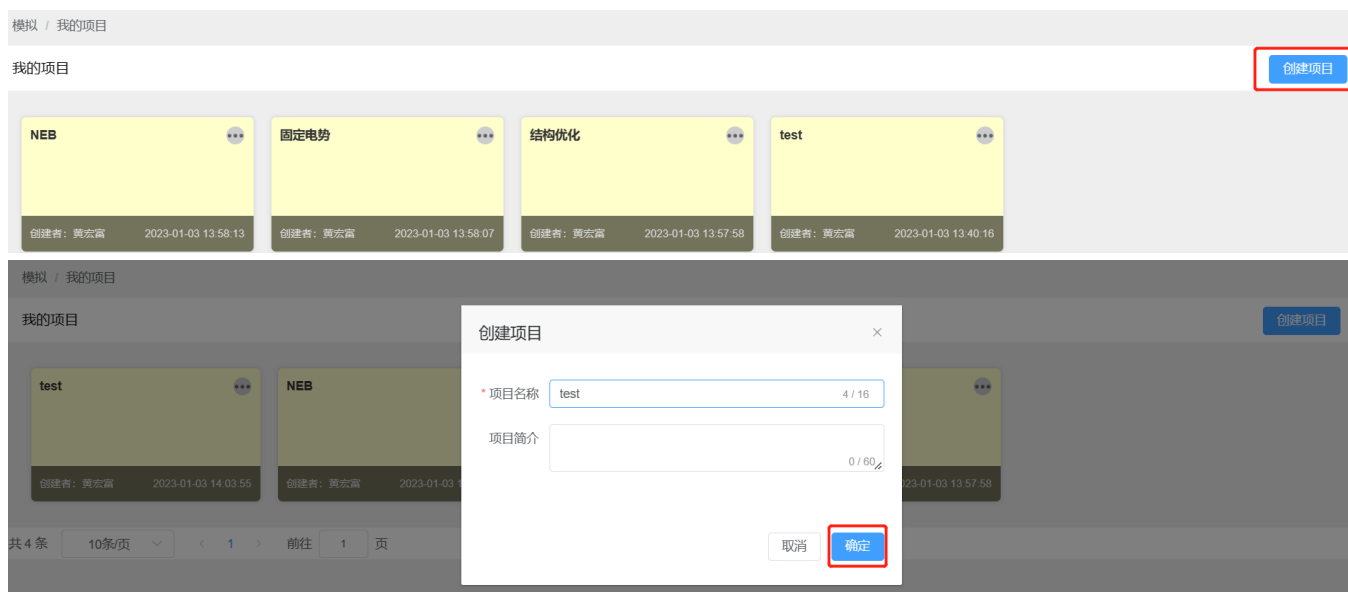 模拟 / 我的项目
我的项目 创建项目
NEB 固定电势 结构优化 test
创建者：黄宏富 2023-01-03 13:58:13 创建者：黄宏富 2023-01-03 13:58:07 创建者：黄宏富 2023-01-03 13:57:58 创建者：黄宏富 2023-01-03 13:40:16
模拟 / 我的项目
我的项目 创建项目
创建项目
test NEB
* 项目名称 test 4 / 16
项目简介
0 / 60
创建者：黄宏富 2023-01-03 14:03:55 创建者：黄宏富 2023-01-03 1 23-01-03 13:57:58
共 4 条 10条/页 1 前往 1 页
取消 确定